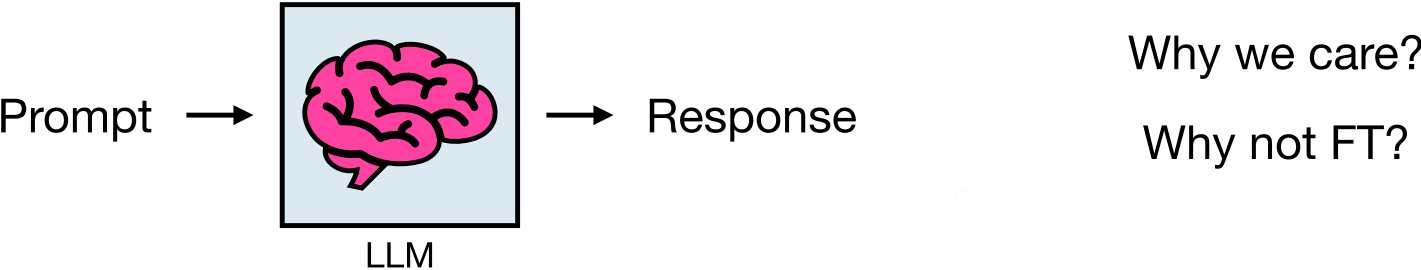 Prompt
LLM
Response
Why we care?
Why not FT?